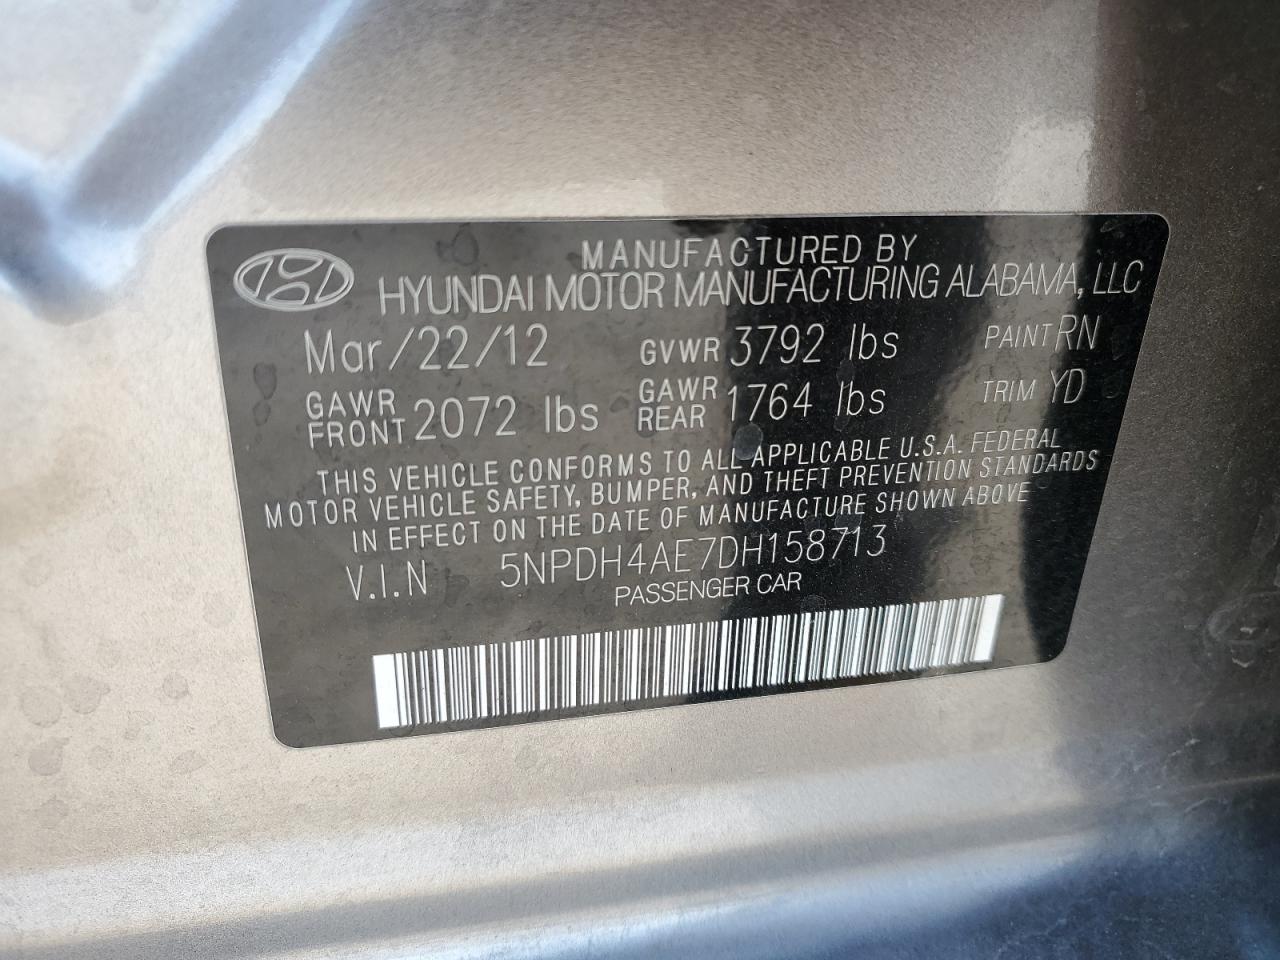 MANUFACTURED BY
HYUNDAI MOTOR MANUFACTURING ALABAMA, LLC
Mar/22/12 GVWR 3792 lbs PAINT RN
GAWR FRONT 2072 lbs GAWR REAR 1764 lbs TRIM YD
THIS VEHICLE CONFORMS TO ALL APPLICABLE U.S.A. FEDERAL
MOTOR VEHICLE SAFETY, BUMPER, AND THEFT PREVENTION STANDARDS
IN EFFECT ON THE DATE OF MANUFACTURE SHOWN ABOVE
V.I.N 5NPDH4AE7DH158713
PASSENGER CAR